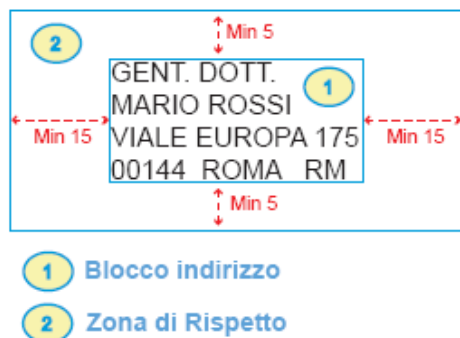 Min 5
2
GENT. DOTT.
1
MARIO ROSSI
Min 15
VIALE EUROPA 175
Min 15
00144 ROMA RM
Min 5
1 Blocco indirizzo
2 Zona di Rispetto